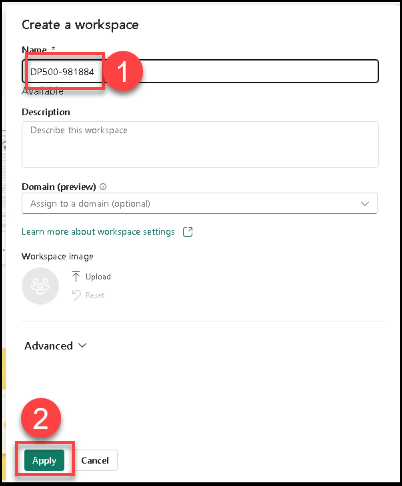 Create a workspace
Name *
DP500-981884
1
Available
Description
Describe this workspace
Domain (preview)
Assign to a domain (optional)
Learn more about workspace settings
Workspace image
Upload
Reset
Advanced
2
Apply Cancel